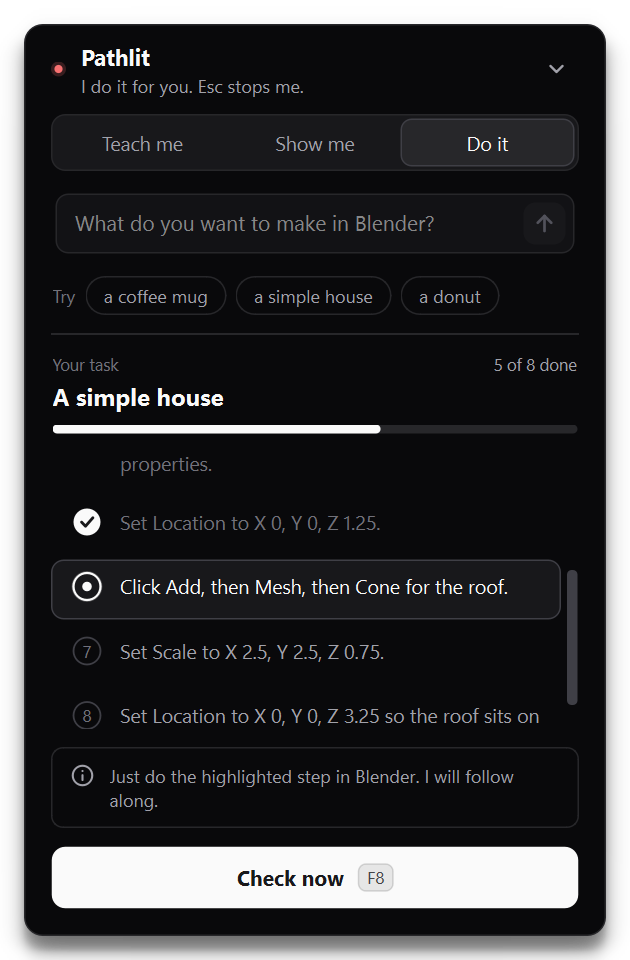 Pathlit
I do it for you. Esc stops me.
Teach me
Show me
Do it
What do you want to make in Blender?
Try
a coffee mug
a simple house
a donut
Your task
5 of 8 done
A simple house
properties.
Set Location to X 0, Y 0, Z 1.25.
Click Add, then Mesh, then Cone for the roof.
7 Set Scale to X 2.5, Y 2.5, Z 0.75.
8 Set Location to X 0, Y 0, Z 3.25 so the roof sits on
Just do the highlighted step in Blender. I will follow
along.
Check now F8